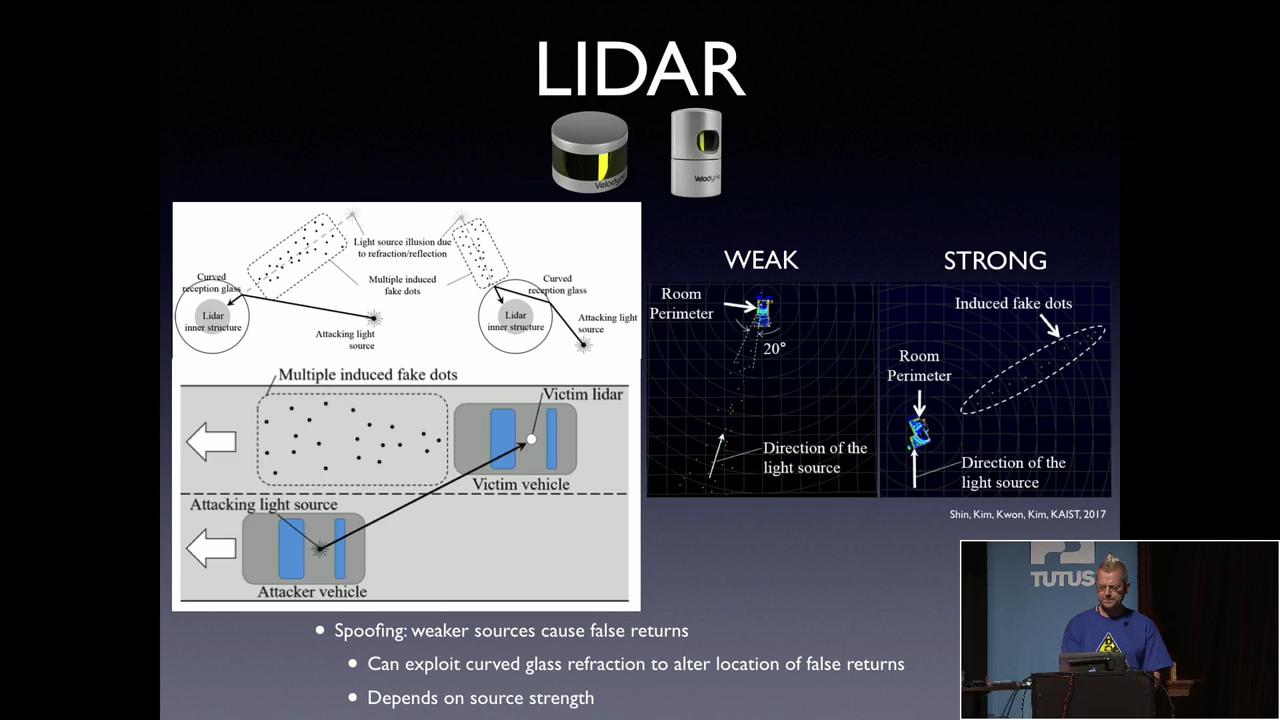 LIDAR
Velodyne
Velodyne
Light source illusion due
to refraction/reflection
Curved
reception glass
Multiple induced
fake dots
Curved
reception glass
Lidar
inner structure
Lidar
inner structure
Attacking light
source
Attacking light
source
Multiple induced fake dots
Victim lidar
Victim vehicle
Attacking light source
Attacker vehicle
WEAK
Room
Perimeter
20°
Direction of the
light source
STRONG
Induced fake dots
Room
Perimeter
Direction of the
light source
Shin, Kim, Kwon, Kim, KAIST, 2017
TUTUS
• Spoofing: weaker sources cause false returns
• Can exploit curved glass refraction to alter location of false returns
• Depends on source strength